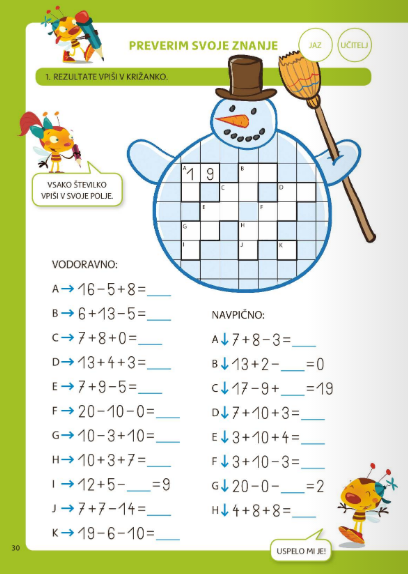 PREVERIM SVOJE ZNANJE
JAZ
UČITELJ
1. REZULTATE VPIŠI V KRIŽANKO.
VSAKO ŠTEVILKO
VPIŠI V SVOJE POLJE.
A 1 9 B
C D
E F
G H
I J K
VODORAVNO:
A → 16-5+8=___
B → 6+13-5=___
C → 7+8+0=___
D → 13+4+3=___
E → 7+9-5=___
F → 20-10-0=___
G → 10-3+10=___
H → 10+3+7=___
I → 12+5-___=9
J → 7+7-14=___
K → 19-6-10=___
NAVPIČNO:
A ↓ 7+8-3=___
B ↓ 13+2-___=0
C ↓ 17-9+___=19
D ↓ 7+10+3=___
E ↓ 3+10+4=___
F ↓ 3+10-3=___
G ↓ 20-0-___=2
H ↓ 4+8+8=___
USPELO MI JE!
30